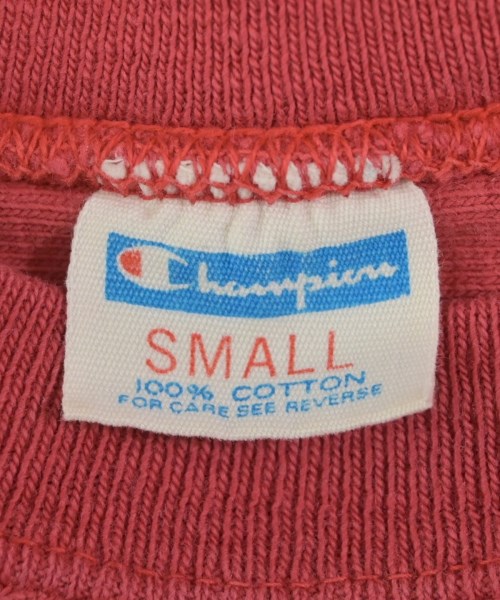 Champion
SMALL
100% COTTON
FOR CARE SEE REVERSE